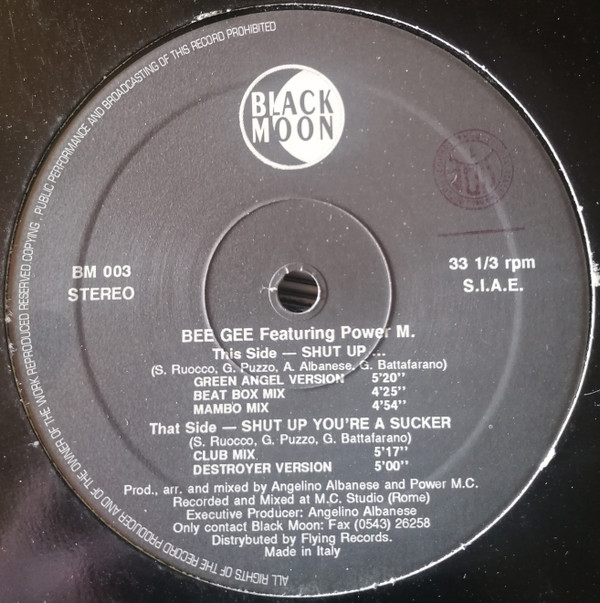 ALL RIGHTS OF THE RECORD PRODUCER AND OF THE OWNER OF THE WORK REPRODUCED RESERVED COPYING . PUBLIC PERFORMANCE AND BROADCASTING OF THIS RECORD PROHIBITED
BLACK
MOON
BM 003
STEREO
33 1/3 rpm
S.I.A.E.
BEE GEE Featuring Power M.
This Side — SHUT UP ...
(S. Ruocco, G. Puzzo, A. Albanese, G. Battafarano)
GREEN ANGEL VERSION 5'20''
BEAT BOX MIX 4'25''
MAMBO MIX 4'54''
That Side — SHUT UP YOU'RE A SUCKER
(S. Ruocco, G. Puzzo, G. Battafarano)
CLUB MIX 5'17''
DESTROYER VERSION 5'00''
Prod., arr. and mixed by Angelino Albanese and Power M.C.
Recorded and Mixed at M.C. Studio (Rome)
Executive Producer: Angelino Albanese
Only contact Black Moon: Fax (0543) 26258
Distrybuted by Flying Records.
Made in Italy